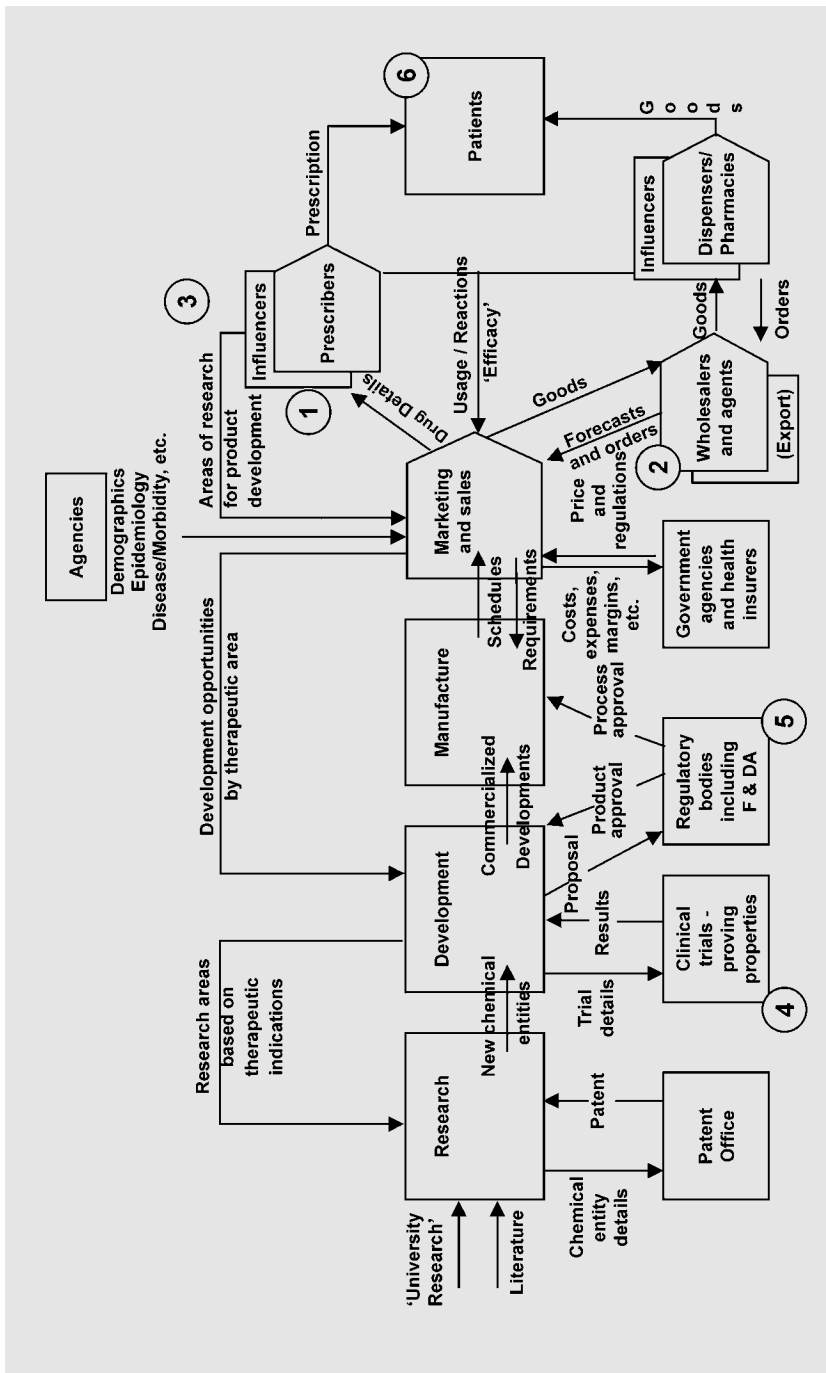 Agencies
Demographics
Epidemiology
Disease/Morbidity, etc.
Research areas
based on
therapeutic
indications
Development opportunities
by therapeutic area
Areas of research
for product
development
3
Influencers
Prescribers
1
Prescription
6
Patients
Drug Details
Usage / Reactions
'Efficacy'
'University
Research'
Literature
Research
New chemical
entities
Development
Commercialized
Developments
Manufacture
Schedules
Requirements
Marketing
and sales
Goods
Forecasts
and orders
Chemical
entity
details
Patent
Trial
details
Results
Proposal
Product
approval
Process
approval
Costs,
expenses,
margins,
etc.
Price
and
regulations
2
Wholesalers
and agents
(Export)
Goods
Orders
Influencers
Dispensers/
Pharmacies
G
o
o
d
s
Patent
Office
4
Clinical
trials -
proving
properties
Regulatory
bodies
including
F & DA
5
Government
agencies
and health
insurers